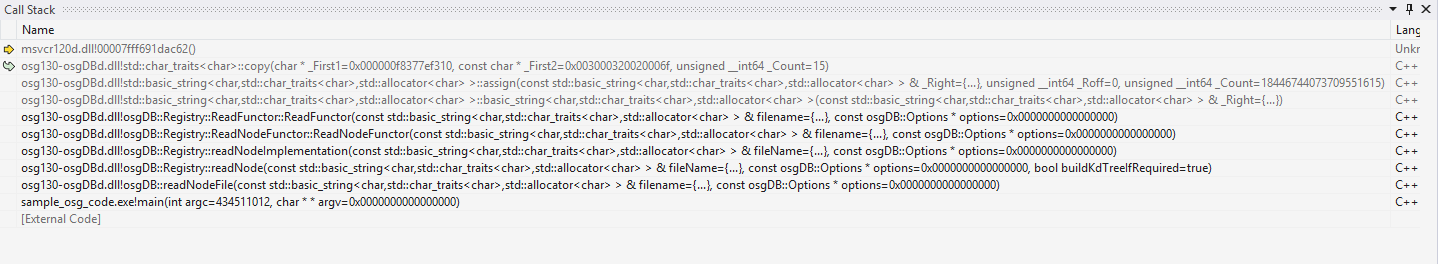 Call Stack
Name Lang
msvcr120d.dll!00007fff691dac62() Unkr
osg130-osgDBd.dll!std::char_traits<char>::copy(char * _First1=0x000000f8377ef310, const char * _First2=0x003000320020006f, unsigned __int64 _Count=15) C++
osg130-osgDBd.dll!std::basic_string<char,std::char_traits<char>,std::allocator<char> >::assign(const std::basic_string<char,std::char_traits<char>,std::allocator<char> > & _Right={...}, unsigned __int64 _Roff=0, unsigned __int64 _Count=18446744073709551615) C++
osg130-osgDBd.dll!std::basic_string<char,std::char_traits<char>,std::allocator<char> >::basic_string<char,std::char_traits<char>,std::allocator<char> >(const std::basic_string<char,std::char_traits<char>,std::allocator<char> > & _Right={...}) C++
osg130-osgDBd.dll!osgDB::Registry::ReadFunctor::ReadFunctor(const std::basic_string<char,std::char_traits<char>,std::allocator<char> > & filename={...}, const osgDB::Options * options=0x0000000000000000) C++
osg130-osgDBd.dll!osgDB::Registry::ReadNodeFunctor::ReadNodeFunctor(const std::basic_string<char,std::char_traits<char>,std::allocator<char> > & filename={...}, const osgDB::Options * options=0x0000000000000000) C++
osg130-osgDBd.dll!osgDB::Registry::readNodeImplementation(const std::basic_string<char,std::char_traits<char>,std::allocator<char> > & fileName={...}, const osgDB::Options * options=0x0000000000000000) C++
osg130-osgDBd.dll!osgDB::Registry::readNode(const std::basic_string<char,std::char_traits<char>,std::allocator<char> > & fileName={...}, const osgDB::Options * options=0x0000000000000000, bool buildKdTreeIfRequired=true) C++
osg130-osgDBd.dll!osgDB::readNodeFile(const std::basic_string<char,std::char_traits<char>,std::allocator<char> > & filename={...}, const osgDB::Options * options=0x0000000000000000) C++
sample_osg_code.exe!main(int argc=434511012, char * * argv=0x0000000000000000) C++
[External Code]